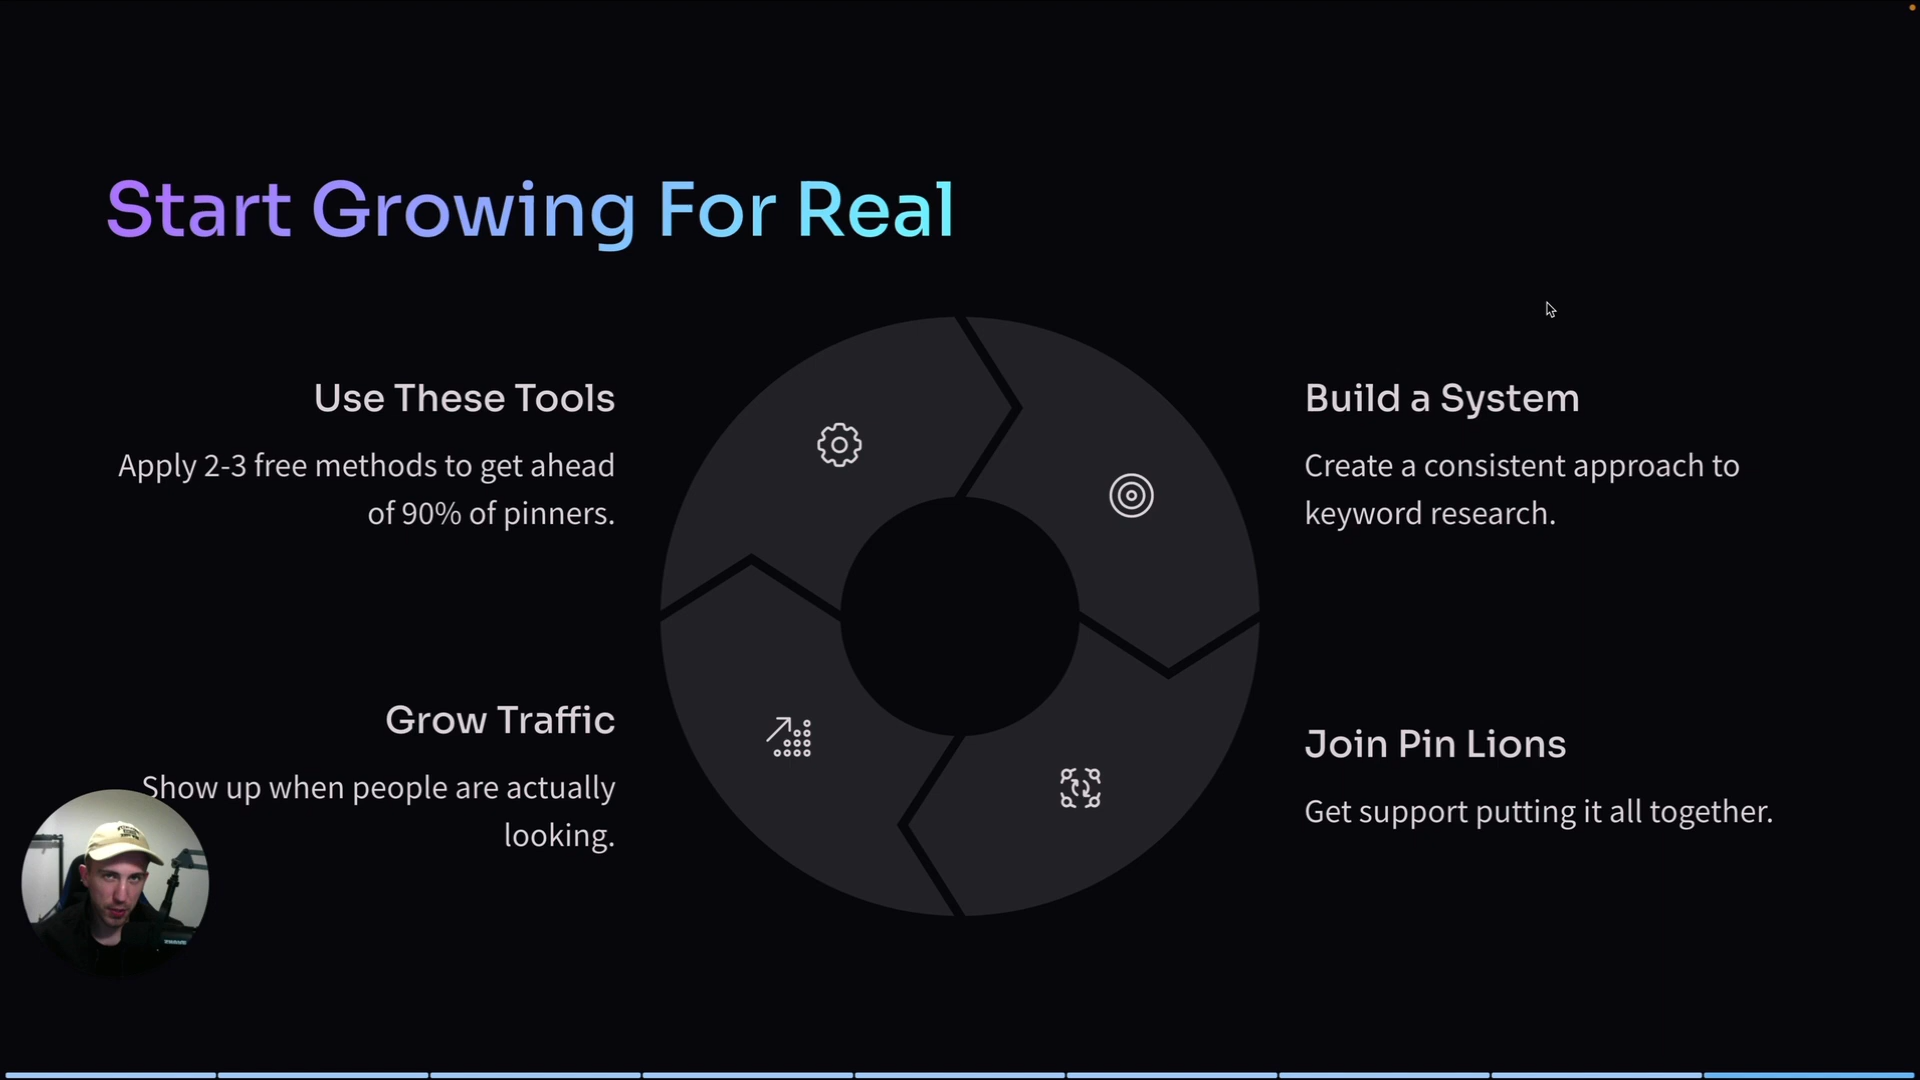 Start Growing For Real
Use These Tools
Apply 2-3 free methods to get ahead
of 90% of pinners.
Build a System
Create a consistent approach to
keyword research.
Grow Traffic
Show up when people are actually
looking.
Join Pin Lions
Get support putting it all together.